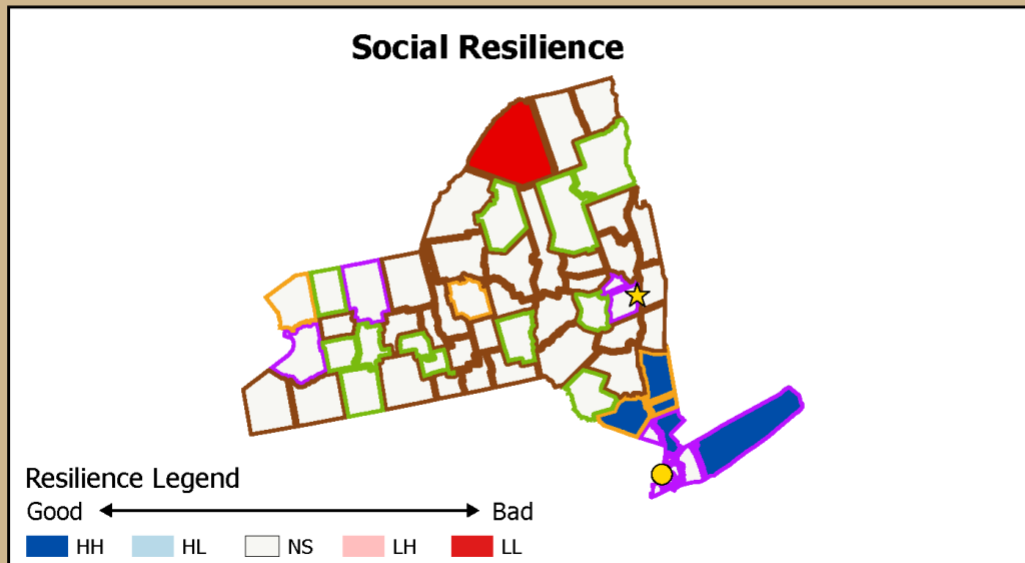 Social Resilience
Resilience Legend
Good Bad
HH HL NS LH LL